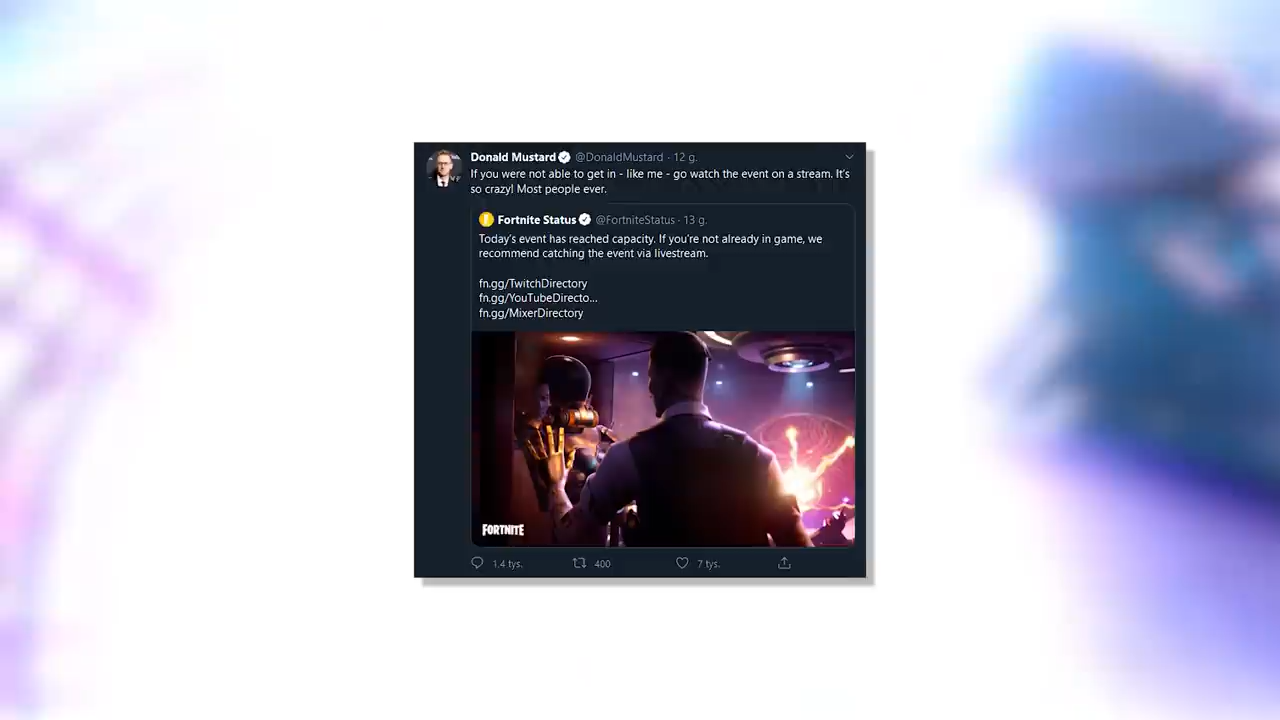 Donald Mustard @DonaldMustard · 12 g.
If you were not able to get in - like me - go watch the event on a stream. It's
so crazy! Most people ever.
Fortnite Status @FortniteStatus · 13 g.
Today's event has reached capacity. If you're not already in game, we
recommend catching the event via livestream.
fn.gg/TwitchDirectory
fn.gg/YouTubeDirecto...
fn.gg/MixerDirectory
FORTNITE
1.4 tys. 400 7 tys.